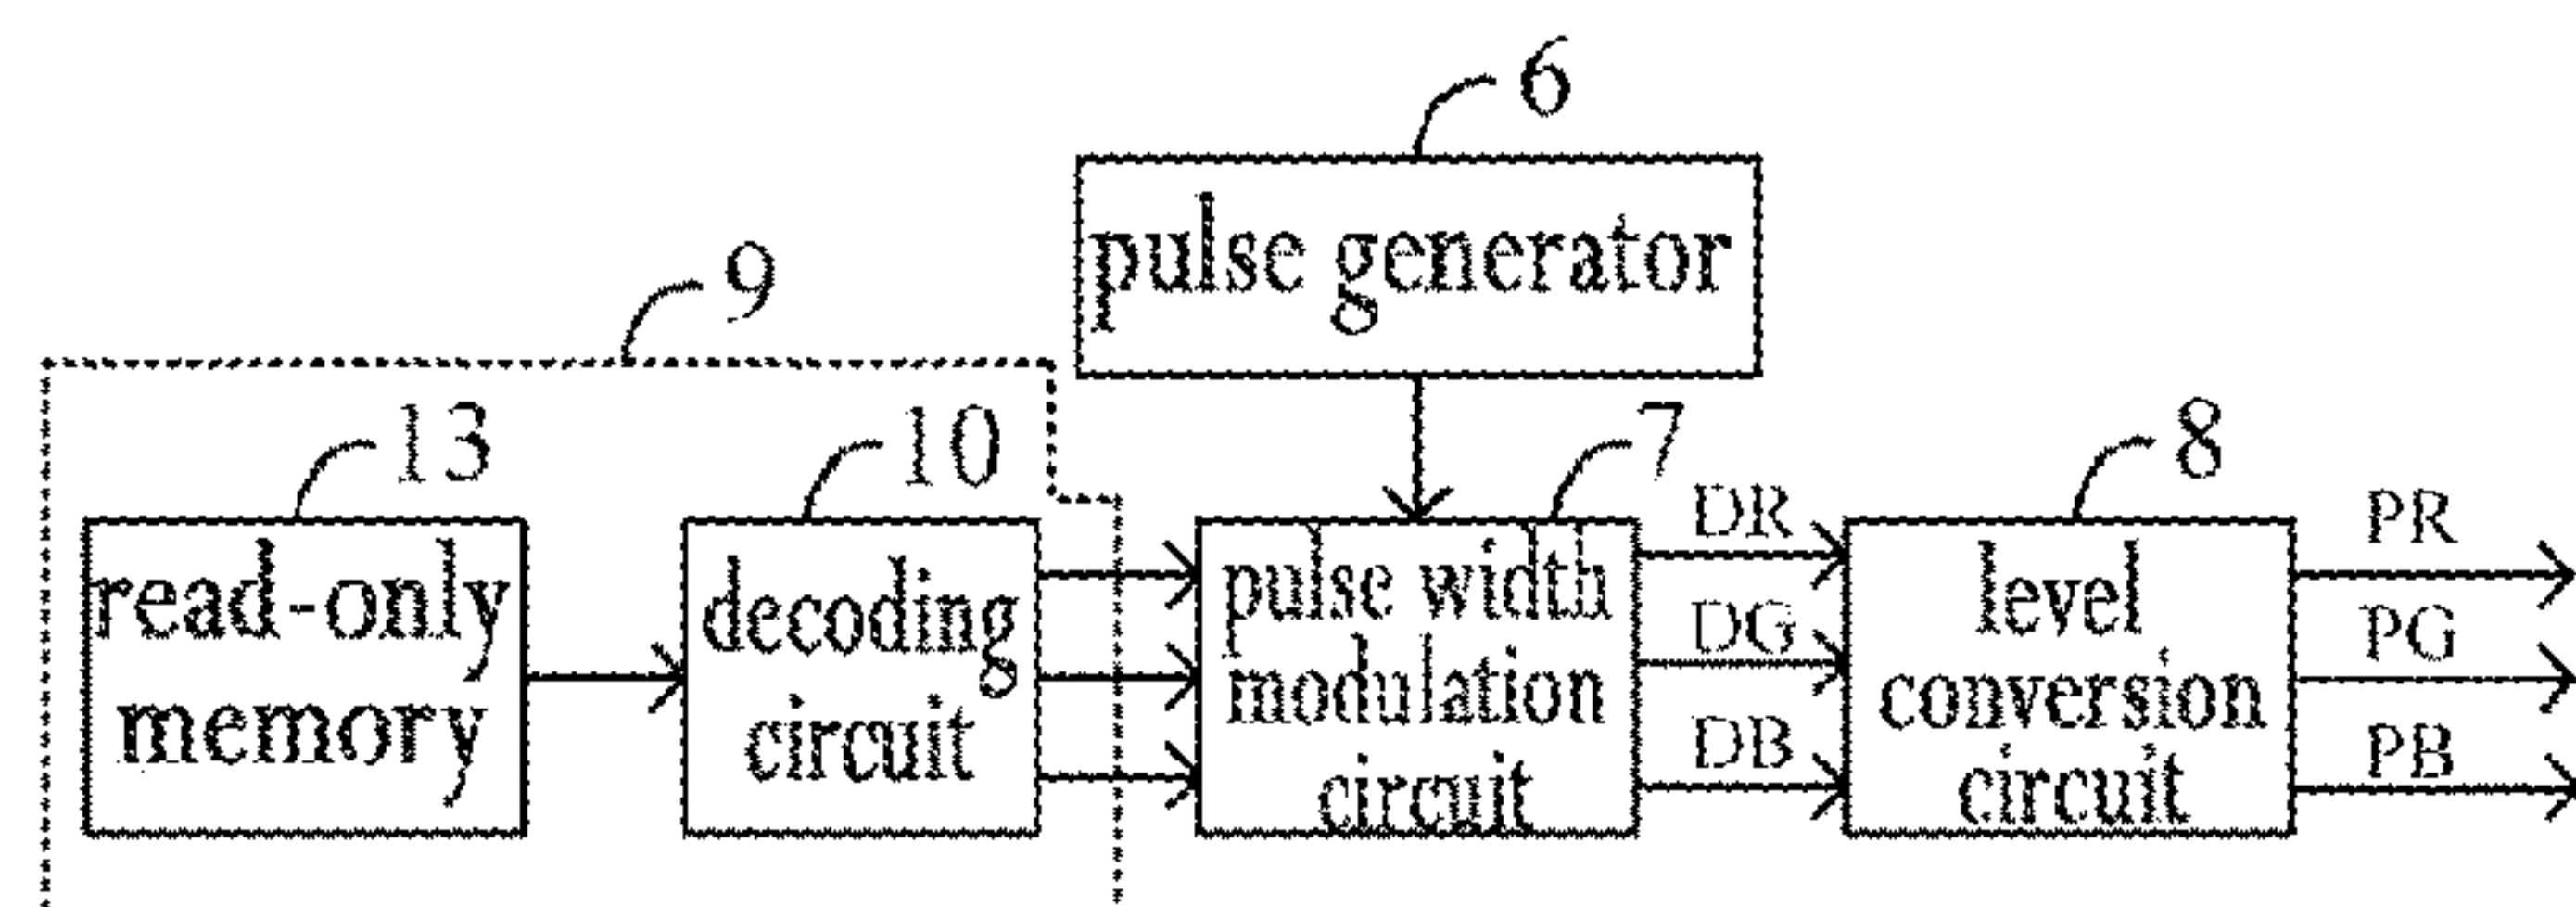 6
pulse generator
9
13
10
7
8
read-only
memory
decoding
circuit
pulse width
modulation
circuit
DR
DG
DB
level
conversion
circuit
PR
PG
PB